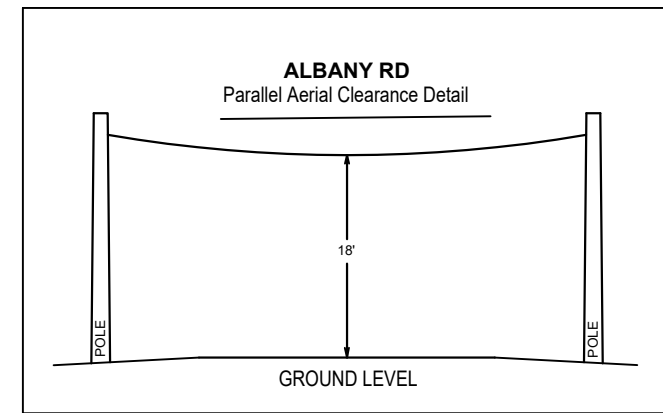 ALBANY RD
Parallel Aerial Clearance Detail
18'
POLE
POLE
GROUND LEVEL